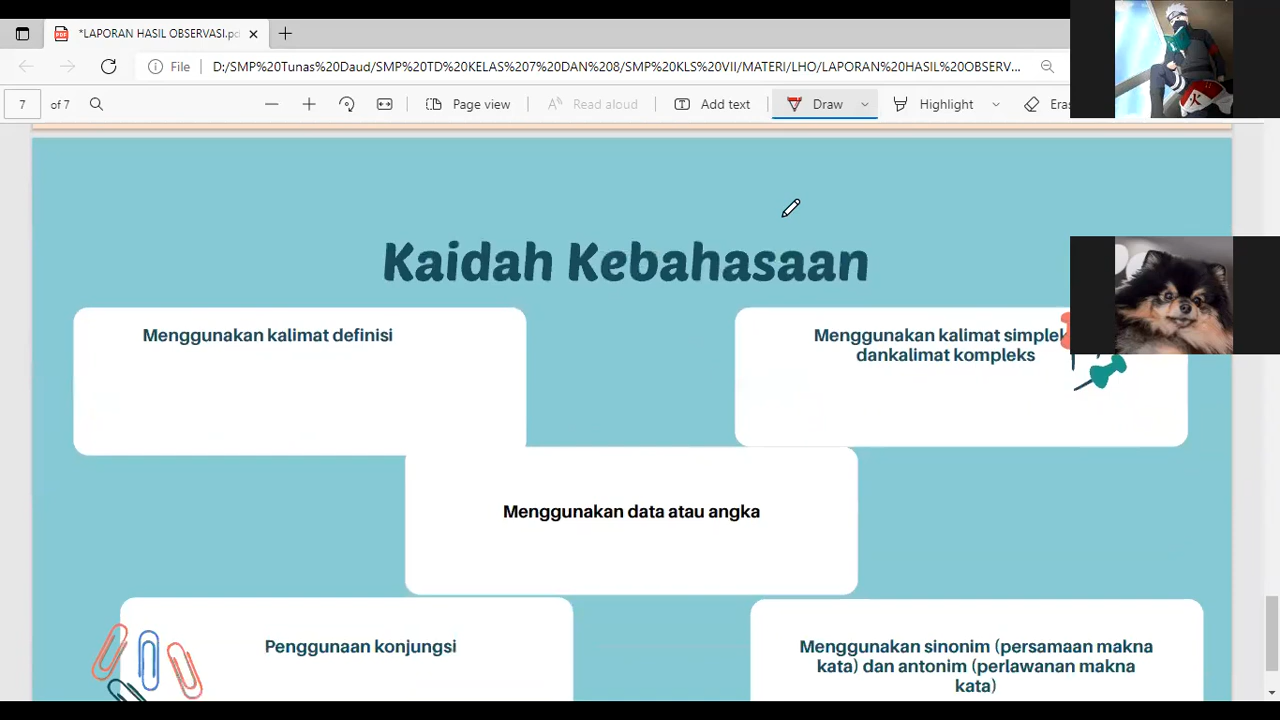 *LAPORAN HASIL OBSERVASI.pd
File
D:/SMP%20Tunas%20Daud/SMP%20TD%20KELAS%207%20DAN%208/SMP%20KLS%20VII/MATERI/LHO/LAPORAN%20HASIL%20OBSERV...
7 of 7
Page view
Read aloud
Add text
Draw
Highlight
Eras
Kaidah Kebahasaan
Menggunakan kalimat definisi
Menggunakan kalimat simplek
dankalimat kompleks
Menggunakan data atau angka
Penggunaan konjungsi
Menggunakan sinonim (persamaan makna
kata) dan antonim (perlawanan makna
kata)